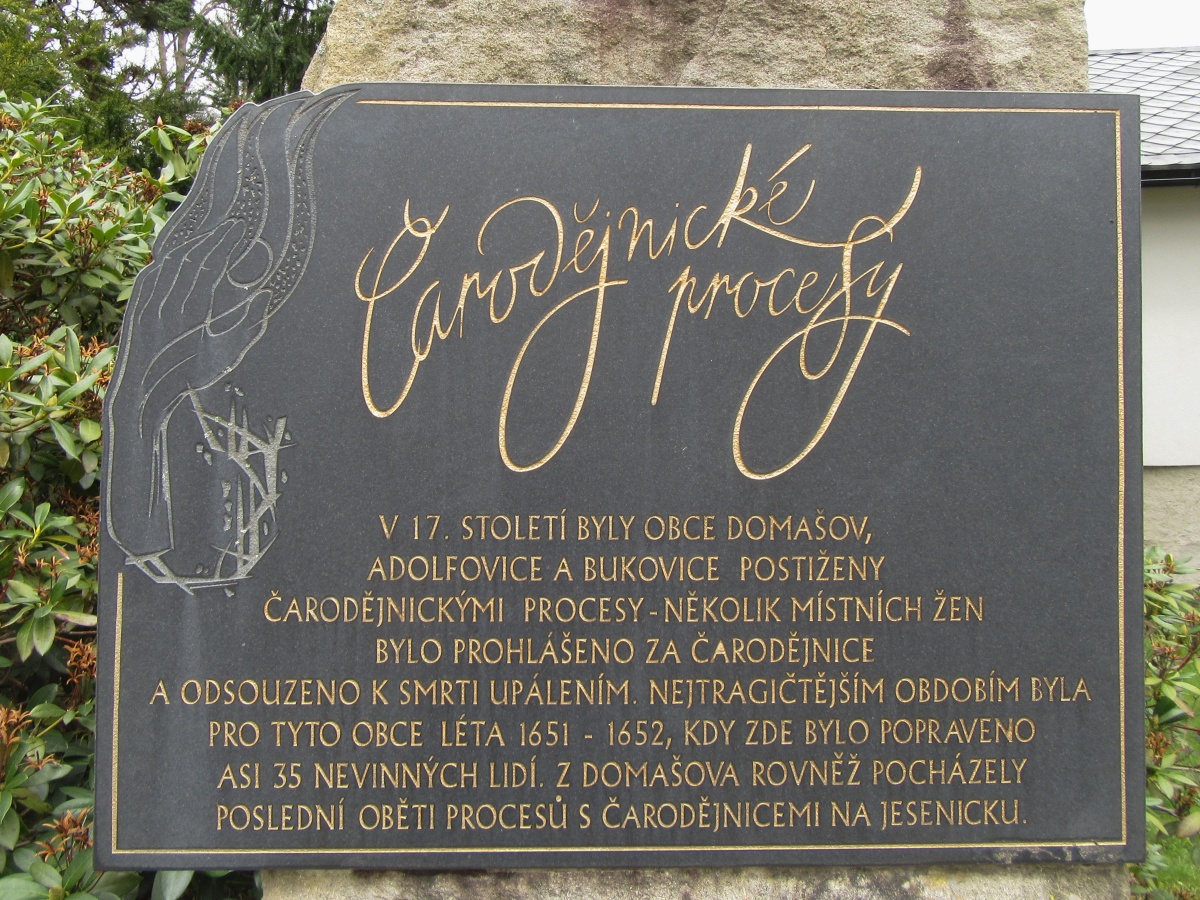 Čarodějnické
procesy
V 17. STOLETÍ BYLY OBCE DOMAŠOV,
ADOLFOVICE A BUKOVICE POSTIŽENY
ČARODĚJNICKÝMI PROCESY-NĚKOLIK MÍSTNÍCH ŽEN
BYLO PROHLÁŠENO ZA ČARODĚJNICE
A ODSOUZENO K SMRTI UPÁLENÍM. NEJTRAGIČTĚJŠÍM OBDOBÍM BYLA
PRO TYTO OBCE LÉTA 1651 - 1652, KDY ZDE BYLO POPRAVENO
ASI 35 NEVINNÝCH LIDÍ. Z DOMAŠOVA ROVNĚŽ POCHÁZELY
POSLEDNÍ OBĚTI PROCESŮ S ČARODĚJNICEMI NA JESENICKU.